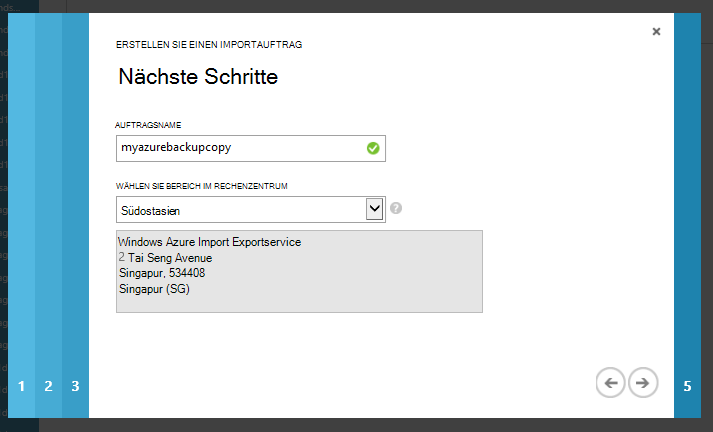 ERSTELLEN SIE EINEN IMPORTAUFTRAG
Nächste Schritte
AUFTRAGSNAME
myazurebackupcopy
WÄHLEN SIE BEREICH IM RECHENZENTRUM
Südostasien
?
Windows Azure Import Exportservice
2 Tai Seng Avenue
Singapur, 534408
Singapur (SG)
1 2 3 5